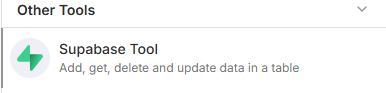 Other Tools
Supabase Tool
Add, get, delete and update data in a table